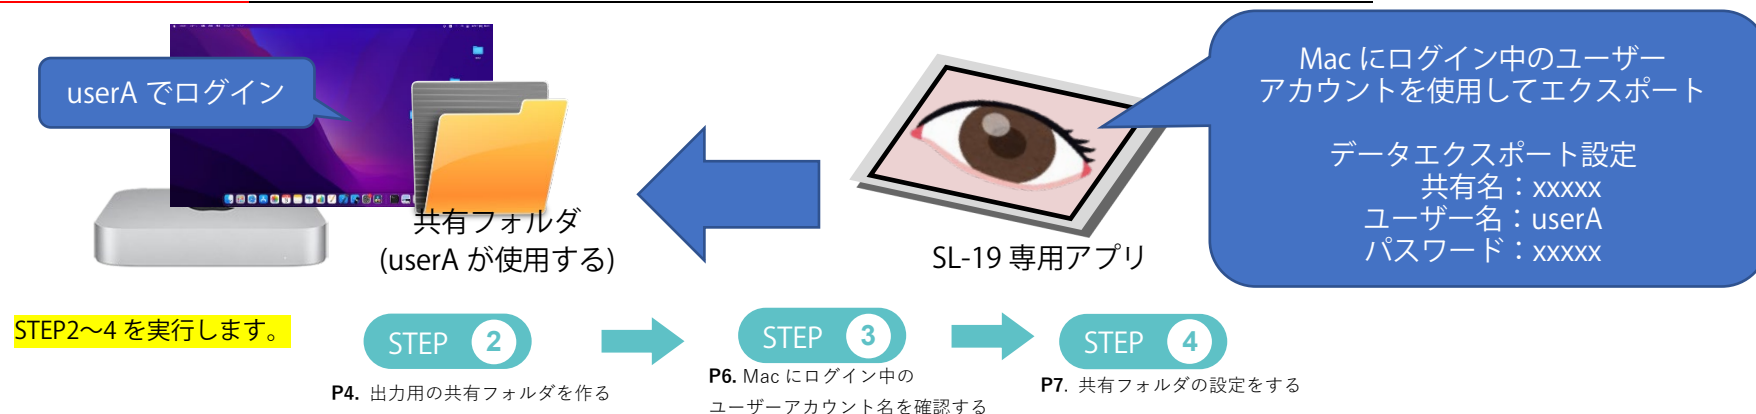 userA でログイン
共有フォルダ
(userA が使用する)
SL-19 専用アプリ
Mac にログイン中のユーザー
アカウントを使用してエクスポート
データエクスポート設定
共有名：xxxxx
ユーザー名：userA
パスワード：xxxxx
STEP2～4 を実行します。
STEP 2
P4. 出力用の共有フォルダを作る
STEP 3
P6. Mac にログイン中の
ユーザーアカウント名を確認する
STEP 4
P7. 共有フォルダの設定をする